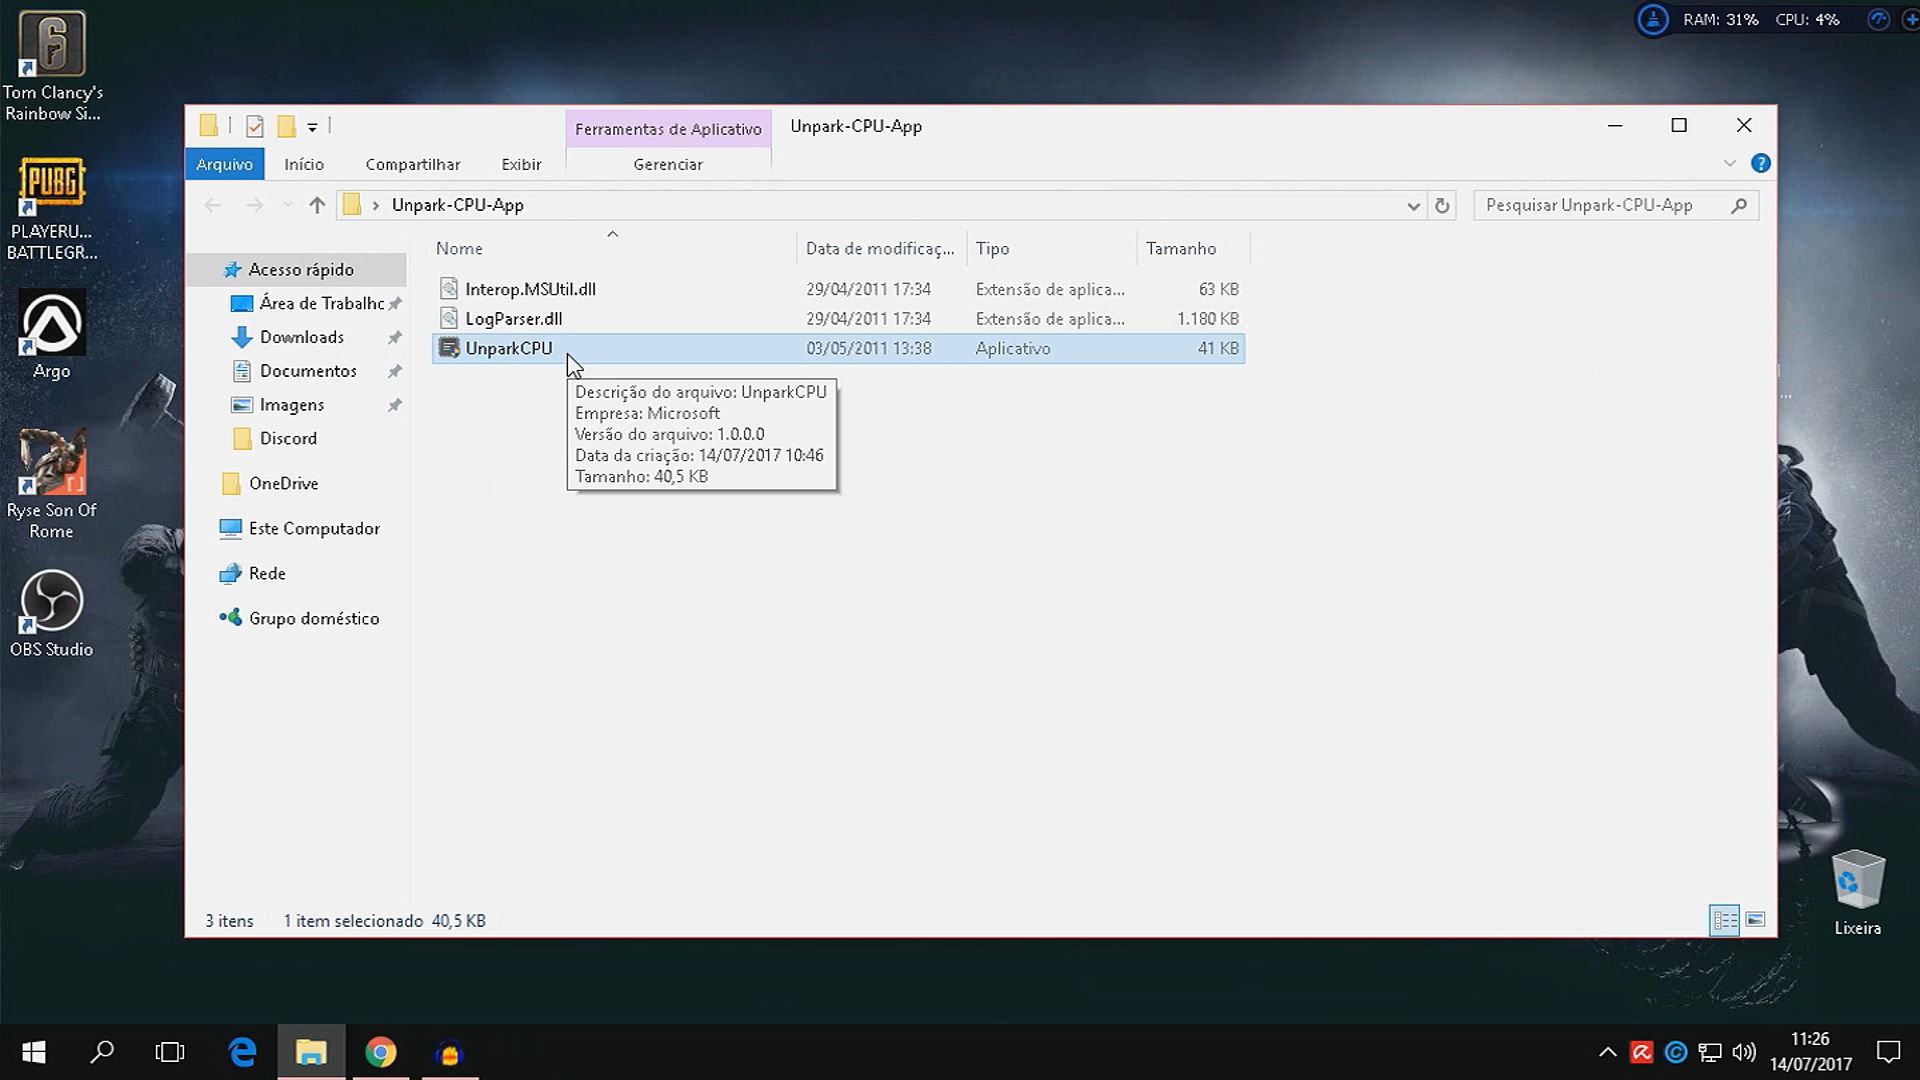 RAM: 31% CPU: 4%
Tom Clancy's
Rainbow Si...
PUBG
PLAYERU...
BATTLEGR...
Argo
Ryse Son Of
Rome
OBS Studio
Ferramentas de Aplicativo
Unpark-CPU-App
Arquivo
Início
Compartilhar
Exibir
Gerenciar
Unpark-CPU-App
Pesquisar Unpark-CPU-App
Nome
Data de modificaç...
Tipo
Tamanho
Interop.MSUtil.dll 29/04/2011 17:34 Extensão de aplica... 63 KB
LogParser.dll 29/04/2011 17:34 Extensão de aplica... 1.180 KB
UnparkCPU 03/05/2011 13:38 Aplicativo 41 KB
Descrição do arquivo: UnparkCPU
Empresa: Microsoft
Versão do arquivo: 1.0.0.0
Data da criação: 14/07/2017 10:46
Tamanho: 40,5 KB
Acesso rápido
Área de Trabalho
Downloads
Documentos
Imagens
Discord
OneDrive
Este Computador
Rede
Grupo doméstico
3 itens 1 item selecionado 40,5 KB
Lixeira
11:26
14/07/2017